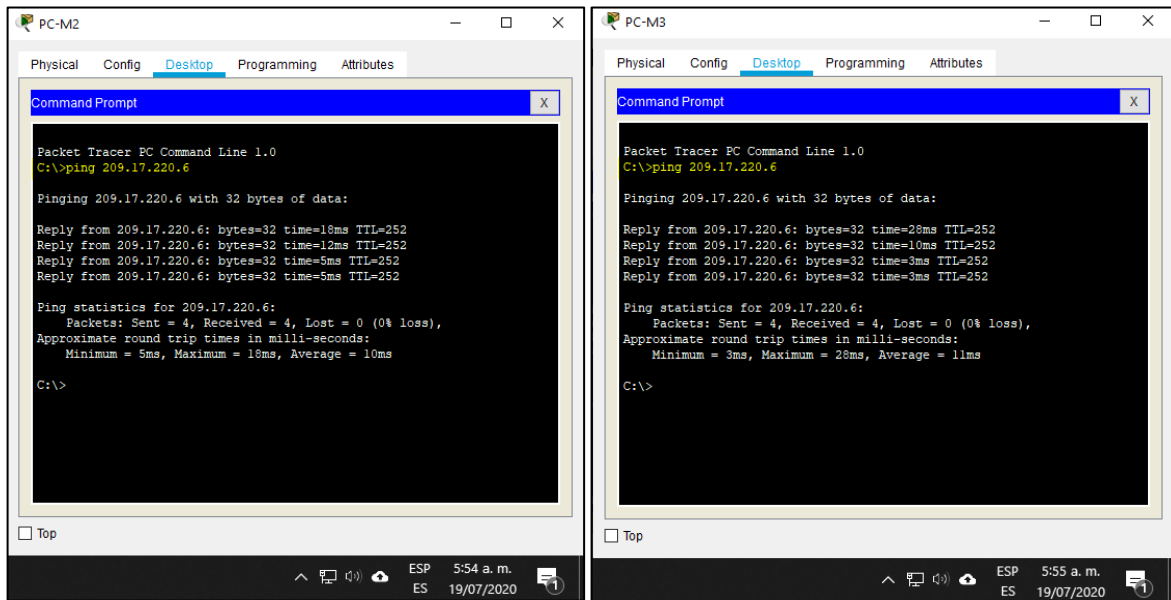 PC-M2
Physical Config Desktop Programming Attributes
Command Prompt
X
Packet Tracer PC Command Line 1.0
C:\>ping 209.17.220.6
Pinging 209.17.220.6 with 32 bytes of data:
Reply from 209.17.220.6: bytes=32 time=18ms TTL=252
Reply from 209.17.220.6: bytes=32 time=12ms TTL=252
Reply from 209.17.220.6: bytes=32 time=5ms TTL=252
Reply from 209.17.220.6: bytes=32 time=5ms TTL=252
Ping statistics for 209.17.220.6:
Packets: Sent = 4, Received = 4, Lost = 0 (0% loss),
Approximate round trip times in milli-seconds:
Minimum = 5ms, Maximum = 18ms, Average = 10ms
C:\>
Top
ESP 5:54 a. m.
ES 19/07/2020
1
PC-M3
Physical Config Desktop Programming Attributes
Command Prompt
X
Packet Tracer PC Command Line 1.0
C:\>ping 209.17.220.6
Pinging 209.17.220.6 with 32 bytes of data:
Reply from 209.17.220.6: bytes=32 time=28ms TTL=252
Reply from 209.17.220.6: bytes=32 time=10ms TTL=252
Reply from 209.17.220.6: bytes=32 time=3ms TTL=252
Reply from 209.17.220.6: bytes=32 time=3ms TTL=252
Ping statistics for 209.17.220.6:
Packets: Sent = 4, Received = 4, Lost = 0 (0% loss),
Approximate round trip times in milli-seconds:
Minimum = 3ms, Maximum = 28ms, Average = 11ms
C:\>
Top
ESP 5:55 a. m.
ES 19/07/2020
1